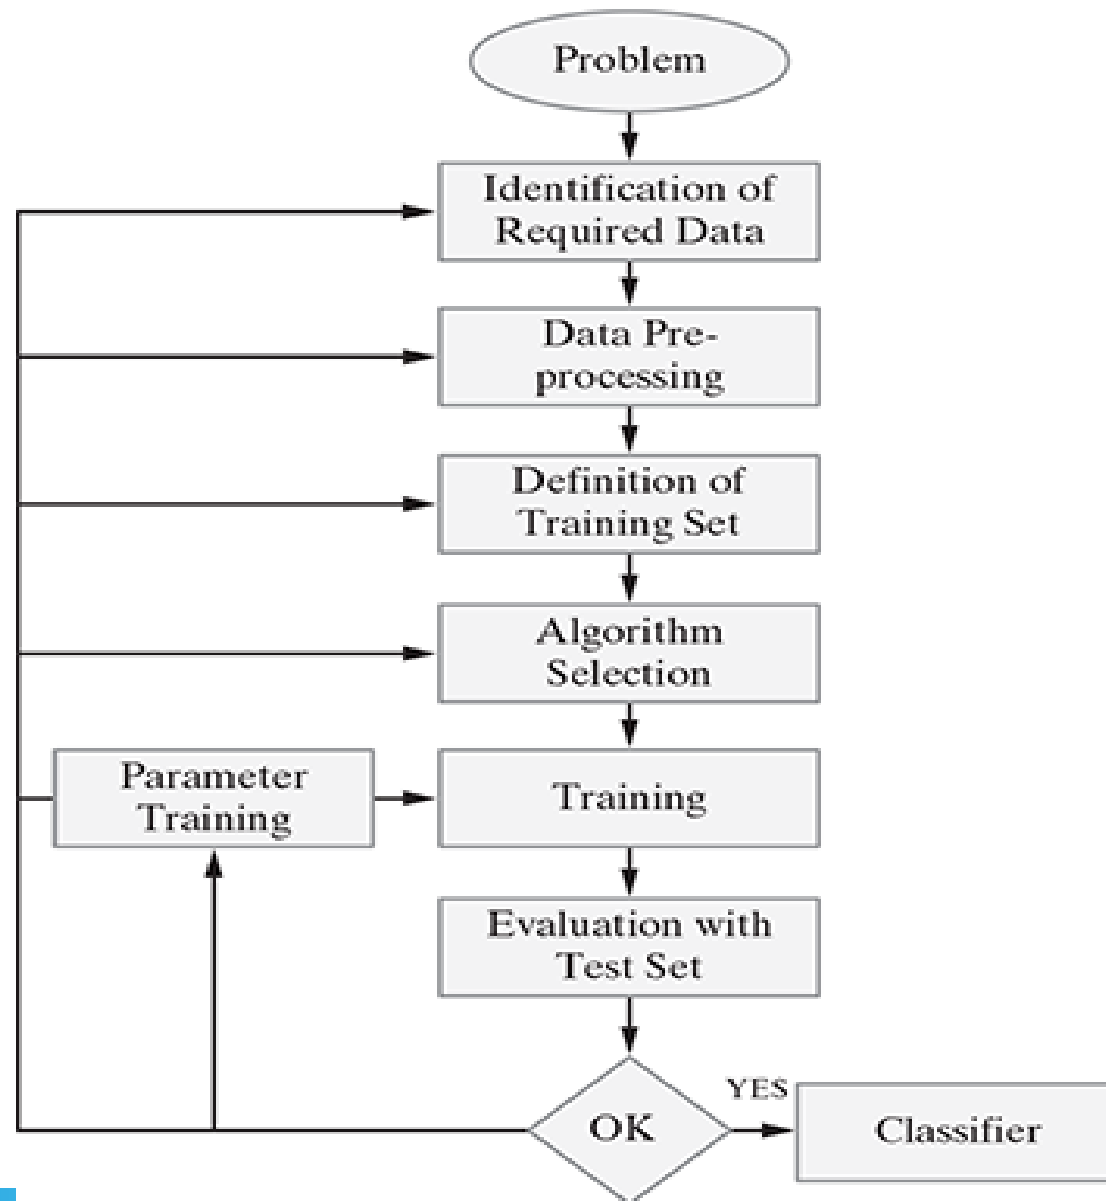 Problem
Identification of
Required Data
Data Pre-
processing
Definition of
Training Set
Algorithm
Selection
Parameter
Training
Training
Evaluation with
Test Set
OK
YES
Classifier